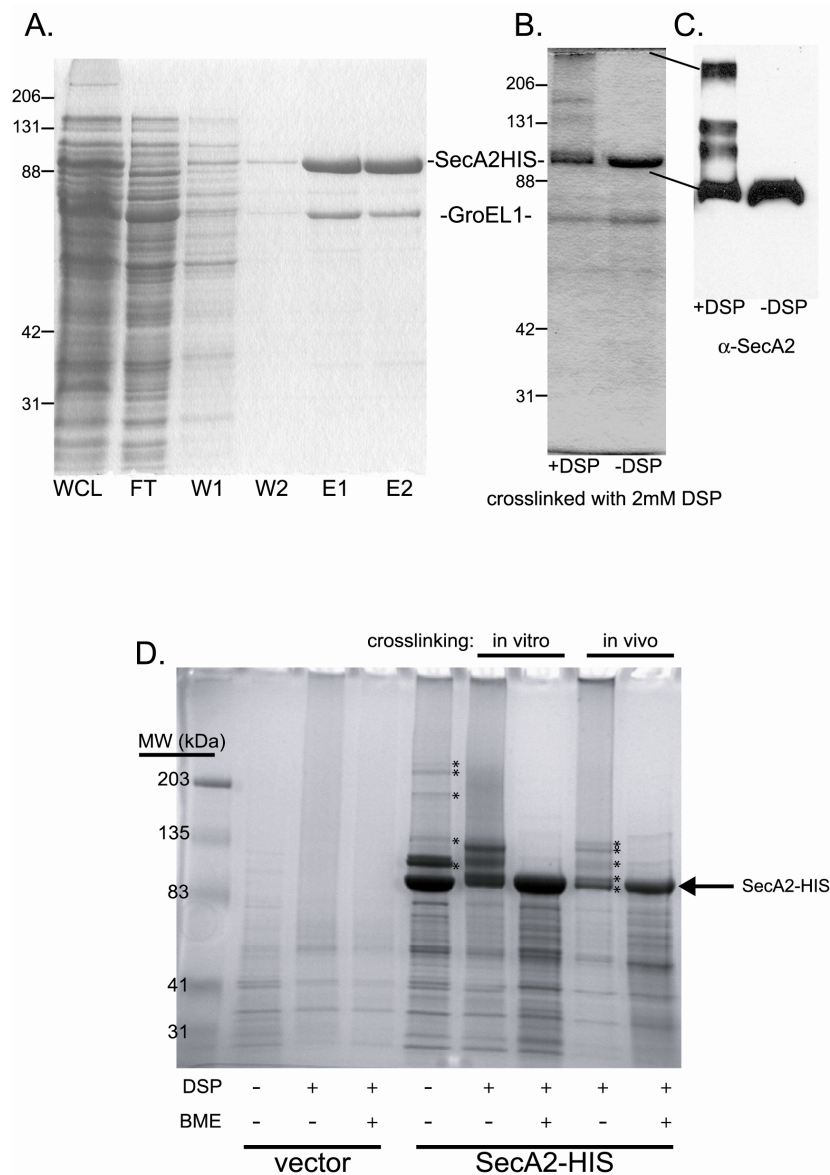 A.
206
131
88
42
31
WCL FT W1 W2 E1 E2
-SecA2HIS-
-GroEL1-
B.
206
131
88
42
31
+DSP -DSP
crosslinked with 2mM DSP
C.
+DSP -DSP
α-SecA2
D.
crosslinking: in vitro in vivo
MW (kDa)
203
135
83
41
31
*
*
*
*
*
*
*
*
*
*
SecA2-HIS
DSP - + + - + + + +
BME - - + - - + - +
vector SecA2-HIS